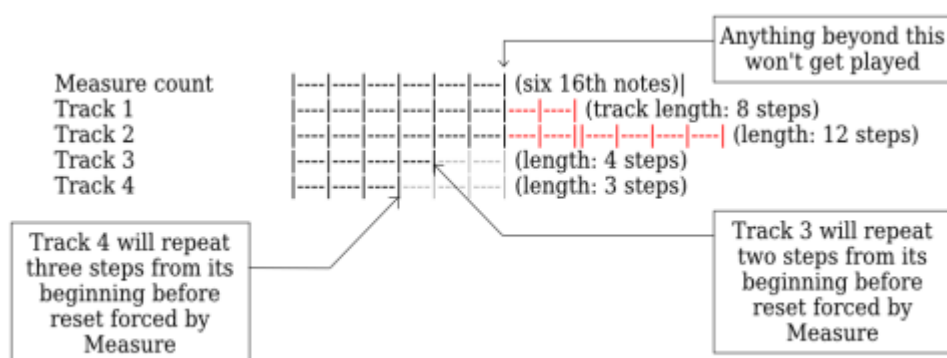 Anything beyond this
won't get played
Measure count |----|----|----|----|----|----| (six 16th notes)|
Track 1 |----|----|----|----|----|----|----|----| (track length: 8 steps)
Track 2 |----|----|----|----|----|----|----|----||----|----|----|----| (length: 12 steps)
Track 3 |----|----|----|----|----|----| (length: 4 steps)
Track 4 |----|----|----|----|----|----| (length: 3 steps)
Track 4 will repeat
three steps from its
beginning before
reset forced by
Measure
Track 3 will repeat
two steps from its
beginning before
reset forced by
Measure